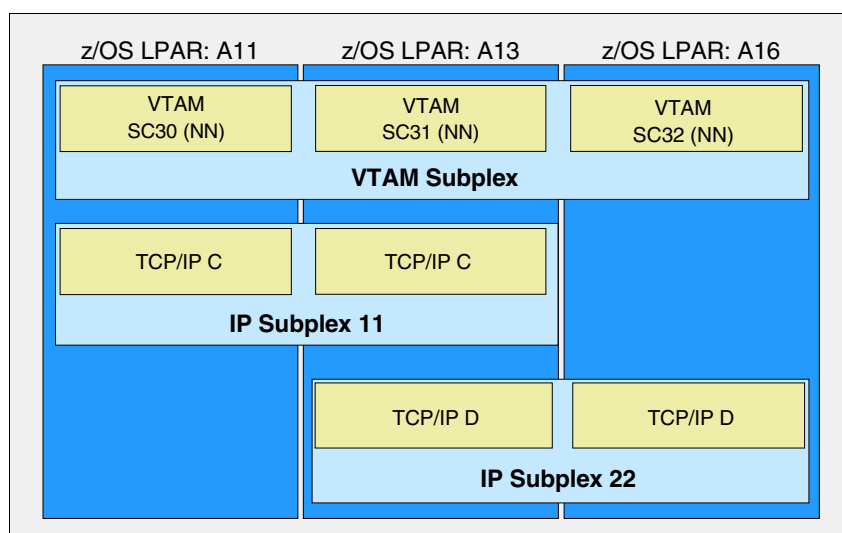 z/OS LPAR: A11
z/OS LPAR: A13
z/OS LPAR: A16
VTAM
SC30 (NN)
VTAM
SC31 (NN)
VTAM
SC32 (NN)
VTAM Subplex
TCP/IP C
TCP/IP C
IP Subplex 11
TCP/IP D
TCP/IP D
IP Subplex 22